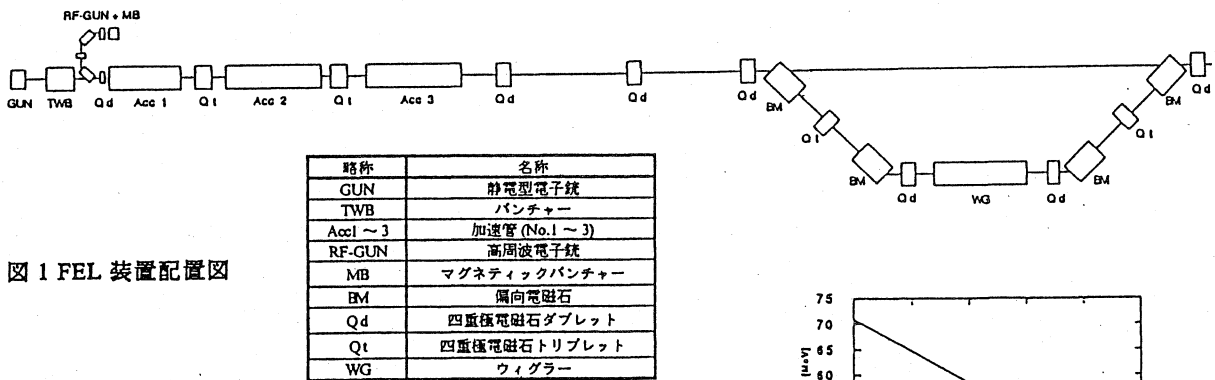 RF-GUN + MB
GUN TWB Qd Acc 1 Qt Acc 2 Qt Acc 3 Qd Qd Qd BM BM Qd
Qt Qt
BM Qd WG Qd BM
略称 名称
GUN 静電型電子銃
TWB バンチャー
Acc1 ~ 3 加速管 (No.1 ~ 3)
RF-GUN 高周波電子銃
MB マグネティックバンチャー
BM 偏向電磁石
Qd 四重極電磁石ダブレット
Qt 四重極電磁石トリプレット
WG ウィグラー
図 1 FEL 装置配置図
75
70
65
60
[MeV]